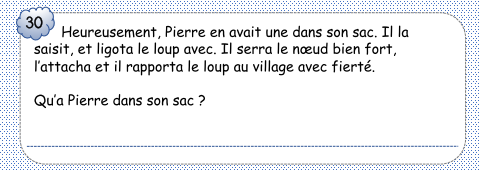 30
Heureusement, Pierre en avait une dans son sac. Il la
saisit, et ligota le loup avec. Il serra le nœud bien fort,
l'attacha et il rapporta le loup au village avec fierté.
Qu'a Pierre dans son sac ?